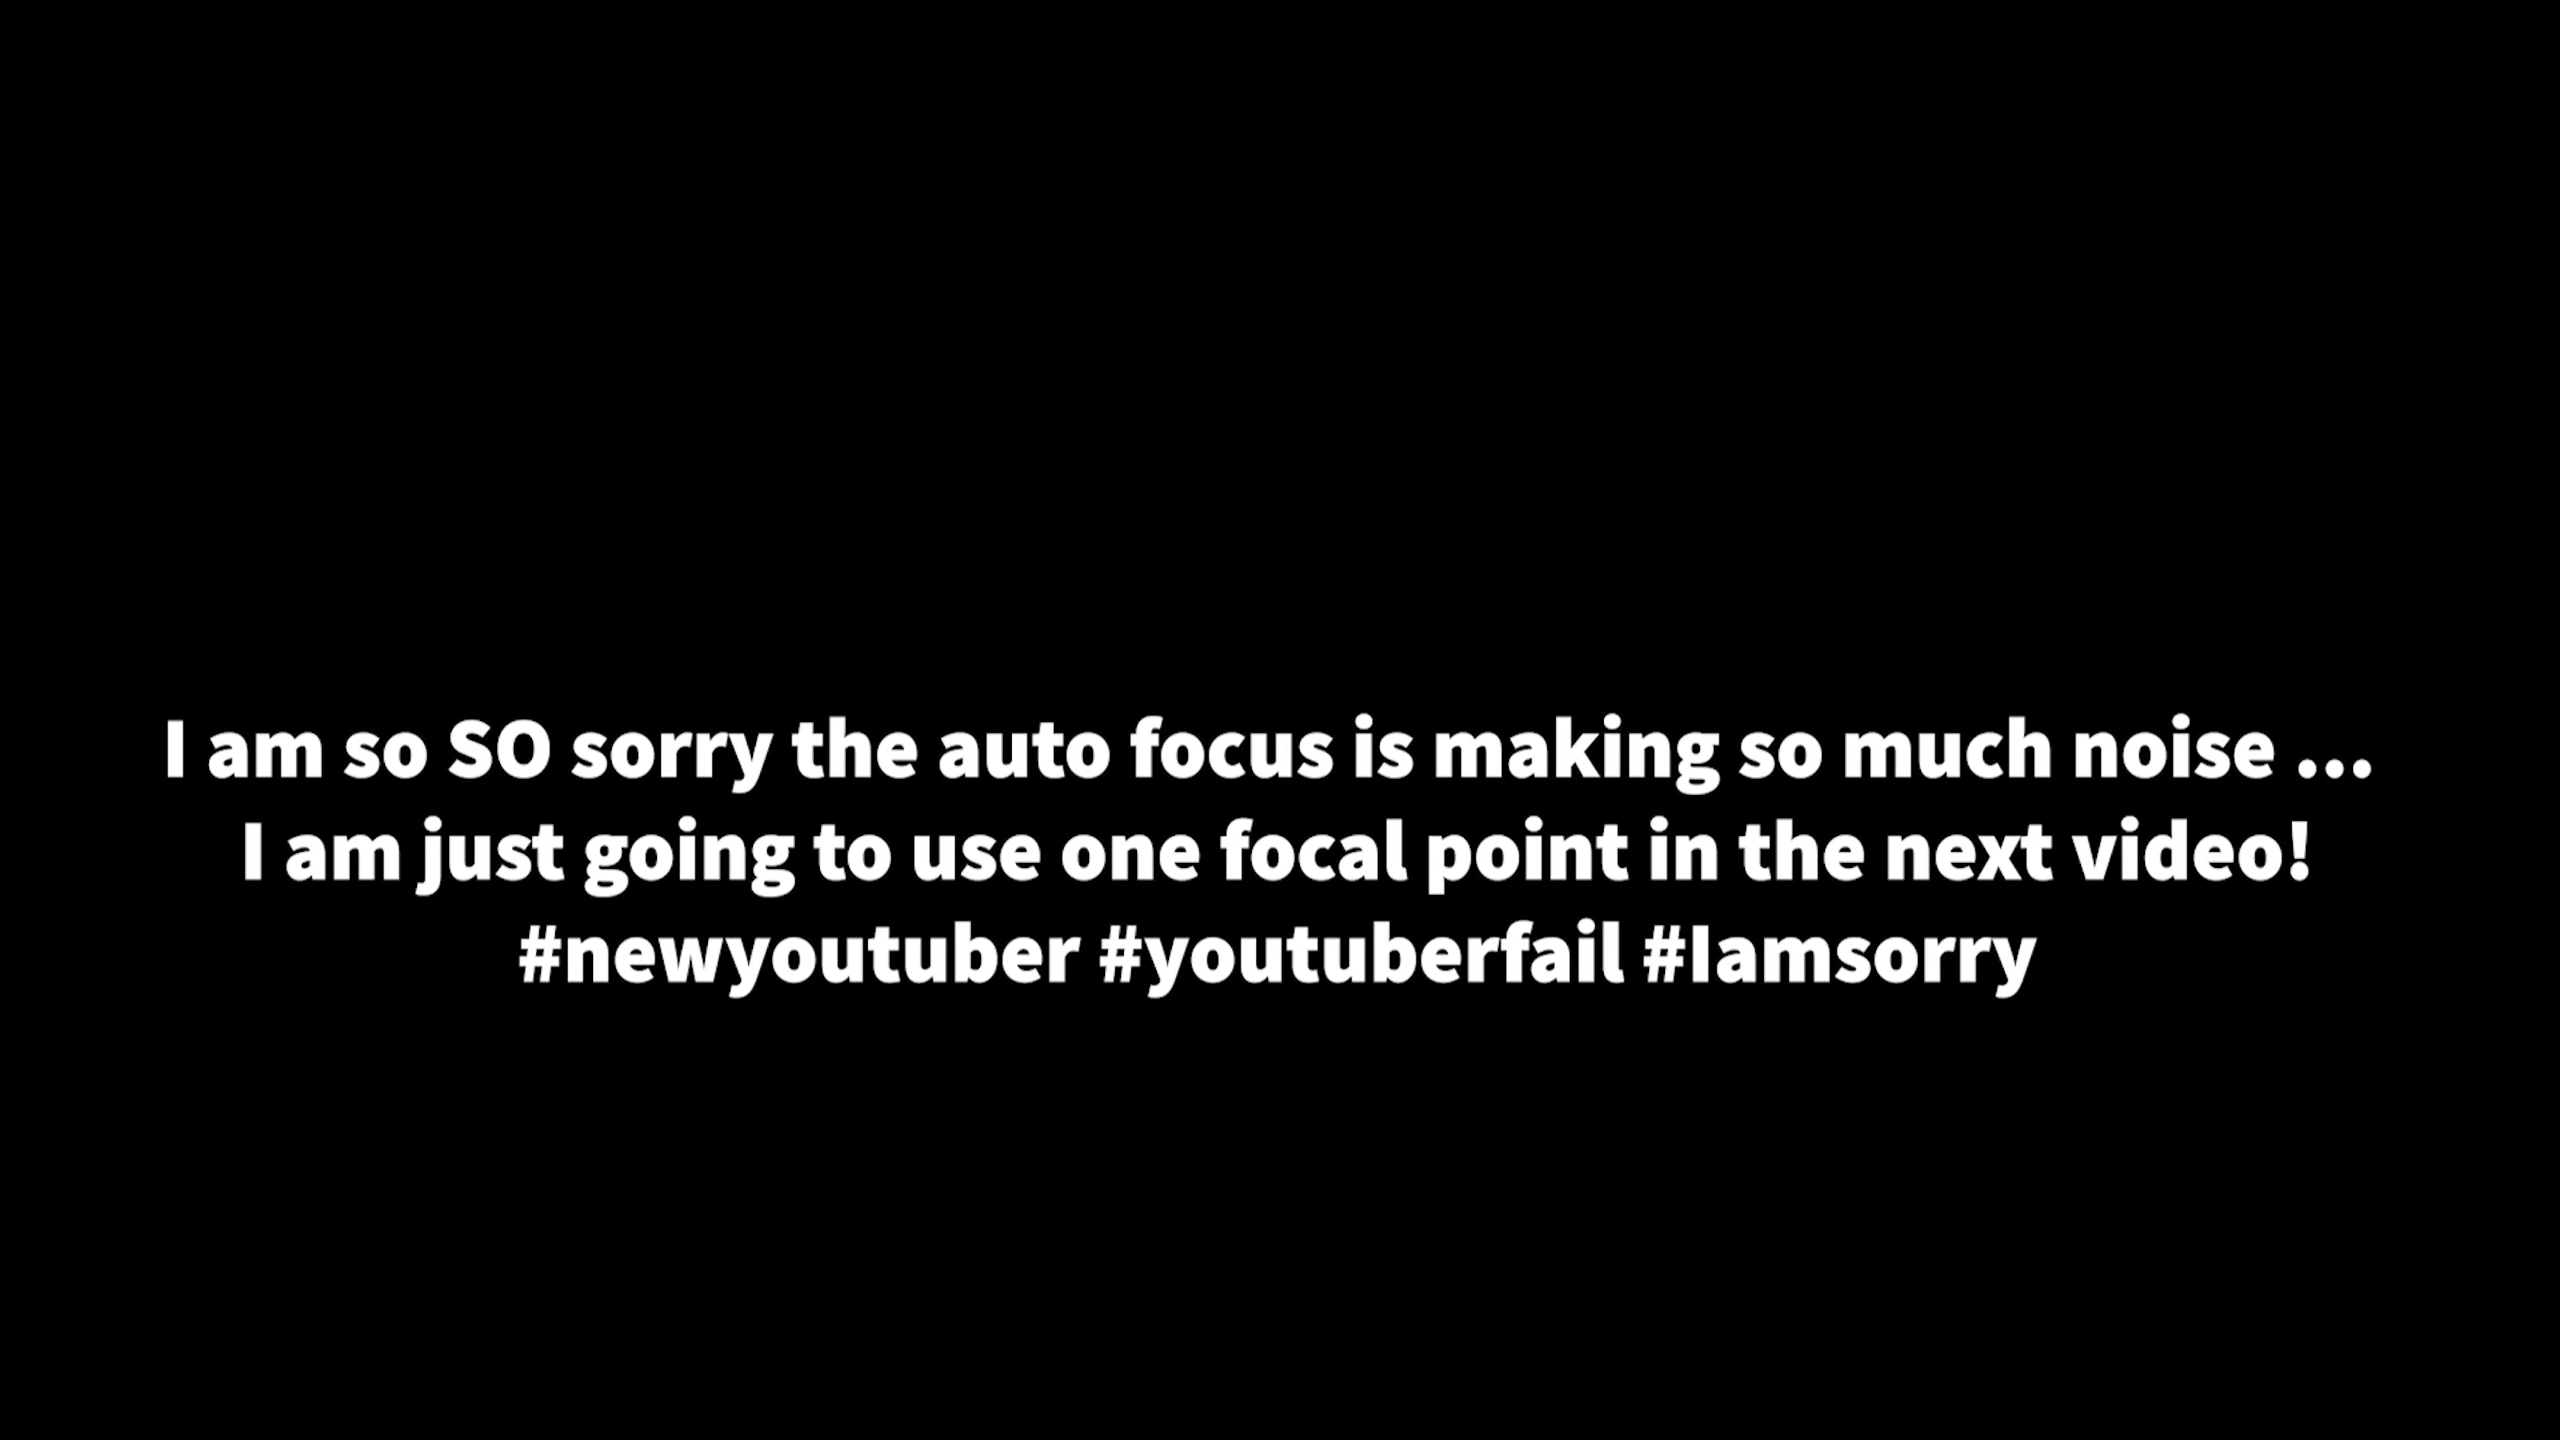 I am so SO sorry the auto focus is making so much noise ...
I am just going to use one focal point in the next video!
#newyoutuber #youtuberfail #Iamsorry